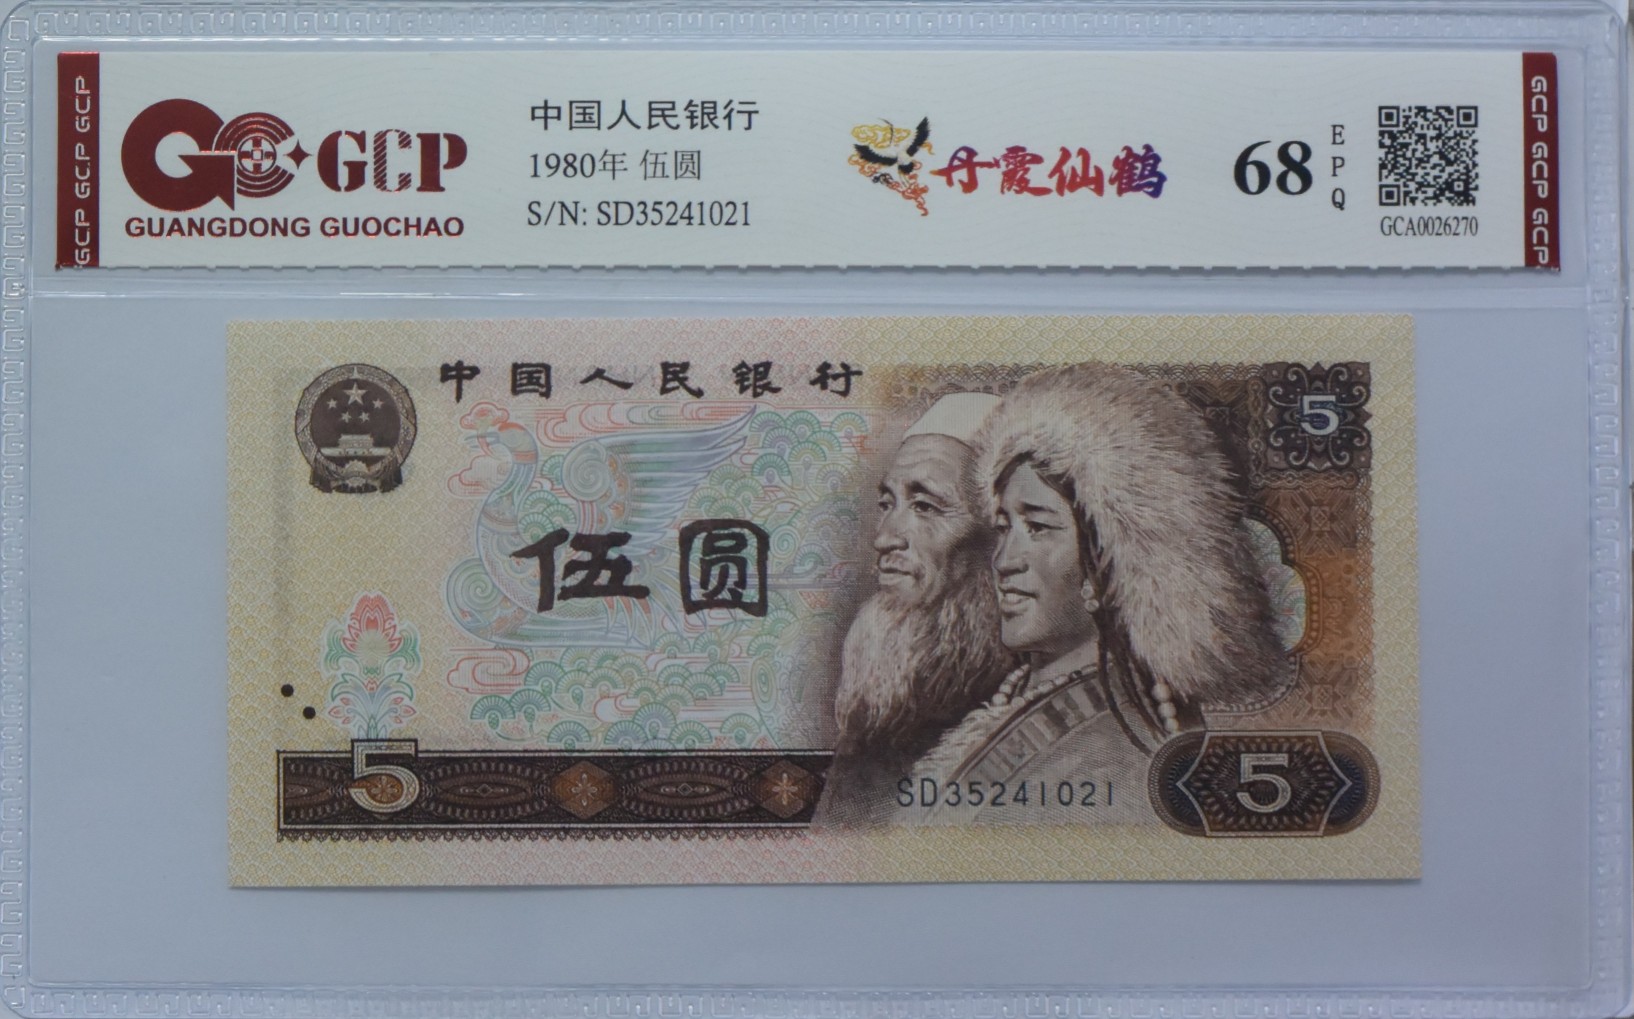 GCP GCP GCP
GCP
GUANGDONG GUOCHAO
中国人民银行
1980年 伍圆
S/N: SD35241021
丹霞仙鹤
68
EPQ
GCA0026270
GCP GCP GCP
中国人民银行
5
伍圆
5
SD35241021
5